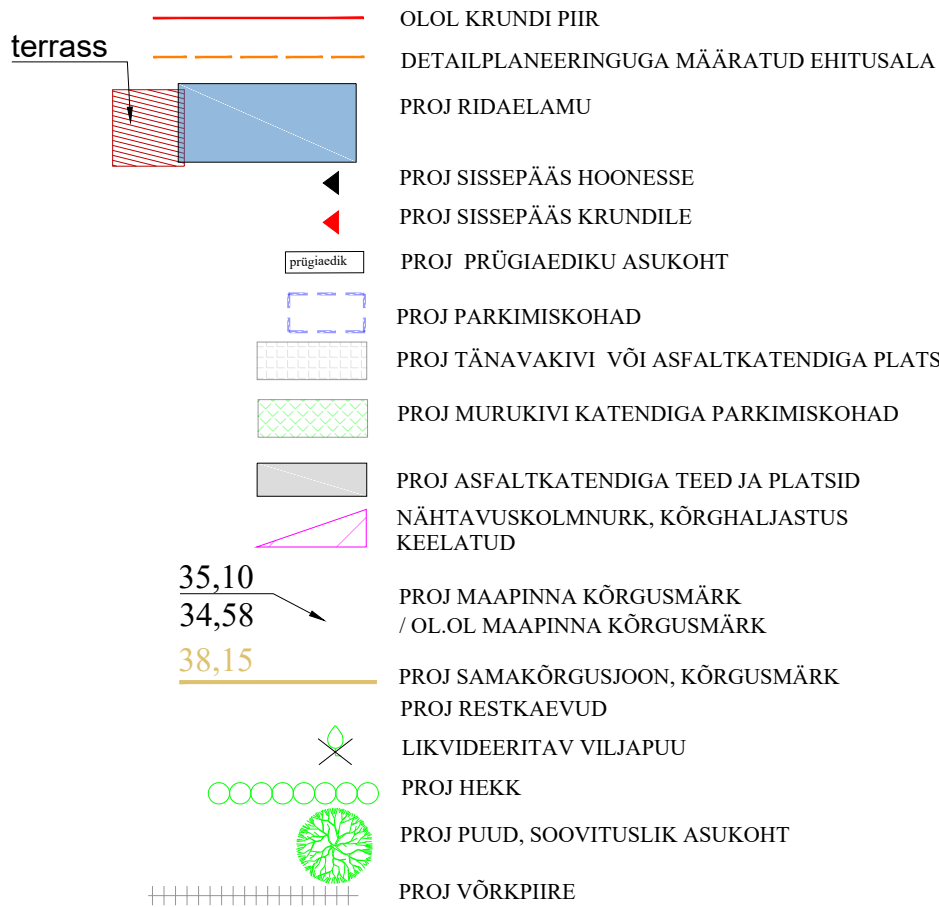 OLOL KRUNDI PIIR
terrass
DETAILPLANEERINGUGA MÄÄRATUD EHITUSALA
PROJ RIDAELAMU
PROJ SISSEPÄÄS HOONESSE
PROJ SISSEPÄÄS KRUNDILE
prügiaedik
PROJ PRÜGIAEDIKU ASUKOHT
PROJ PARKIMISKOHAD
PROJ TÄNAVAKIVI VÕI ASFALTKATENDIGA PLATS
PROJ MURUKIVI KATENDIGA PARKIMISKOHAD
PROJ ASFALTKATENDIGA TEED JA PLATSID
NÄHTAVUSKOLMNURK, KÕRGHALJASTUS
KEELATUD
35,10
34,58
PROJ MAAPINNA KÕRGUSMÄRK
/ OL.OL MAAPINNA KÕRGUSMÄRK
38,15
PROJ SAMAKÕRGUSJOON, KÕRGUSMÄRK
PROJ RESTKAEVUD
LIKVIDEERITAV VILJAPUU
PROJ HEKK
PROJ PUUD, SOOVITUSLIK ASUKOHT
PROJ VÕRKPIIRE